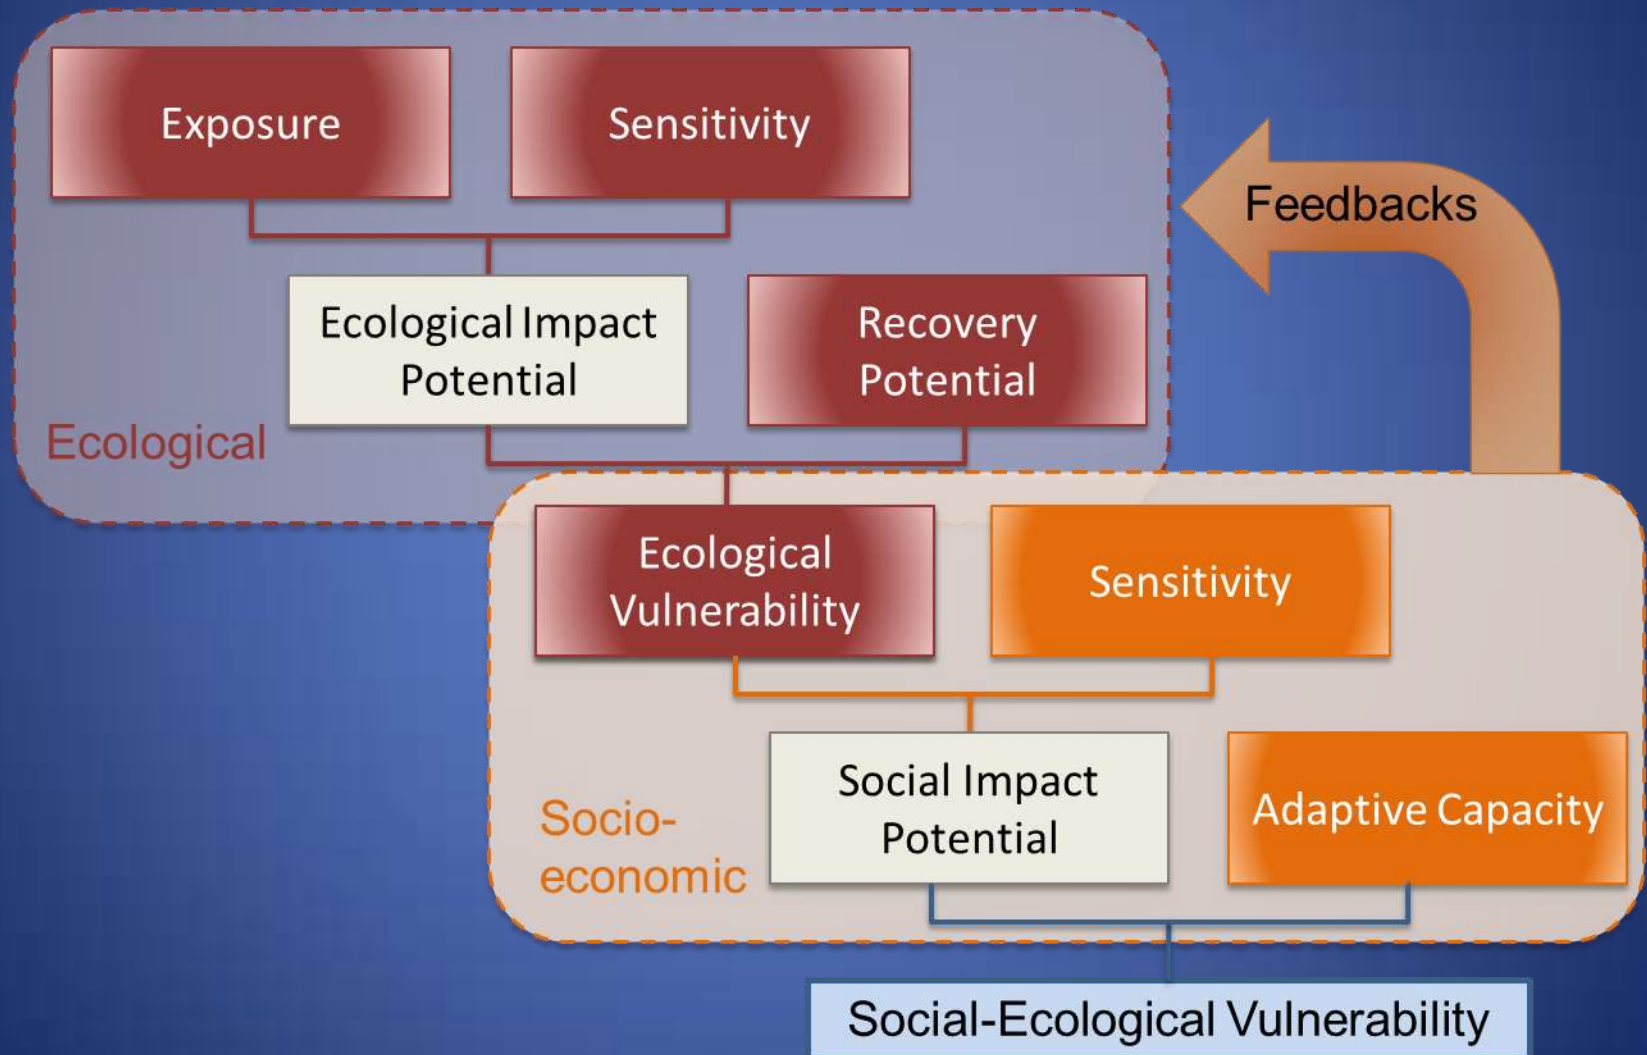 Exposure
Sensitivity
Feedbacks
Ecological Impact
Potential
Recovery
Potential
Ecological
Ecological
Vulnerability
Sensitivity
Social Impact
Potential
Adaptive Capacity
Socio-
economic
Social-Ecological Vulnerability